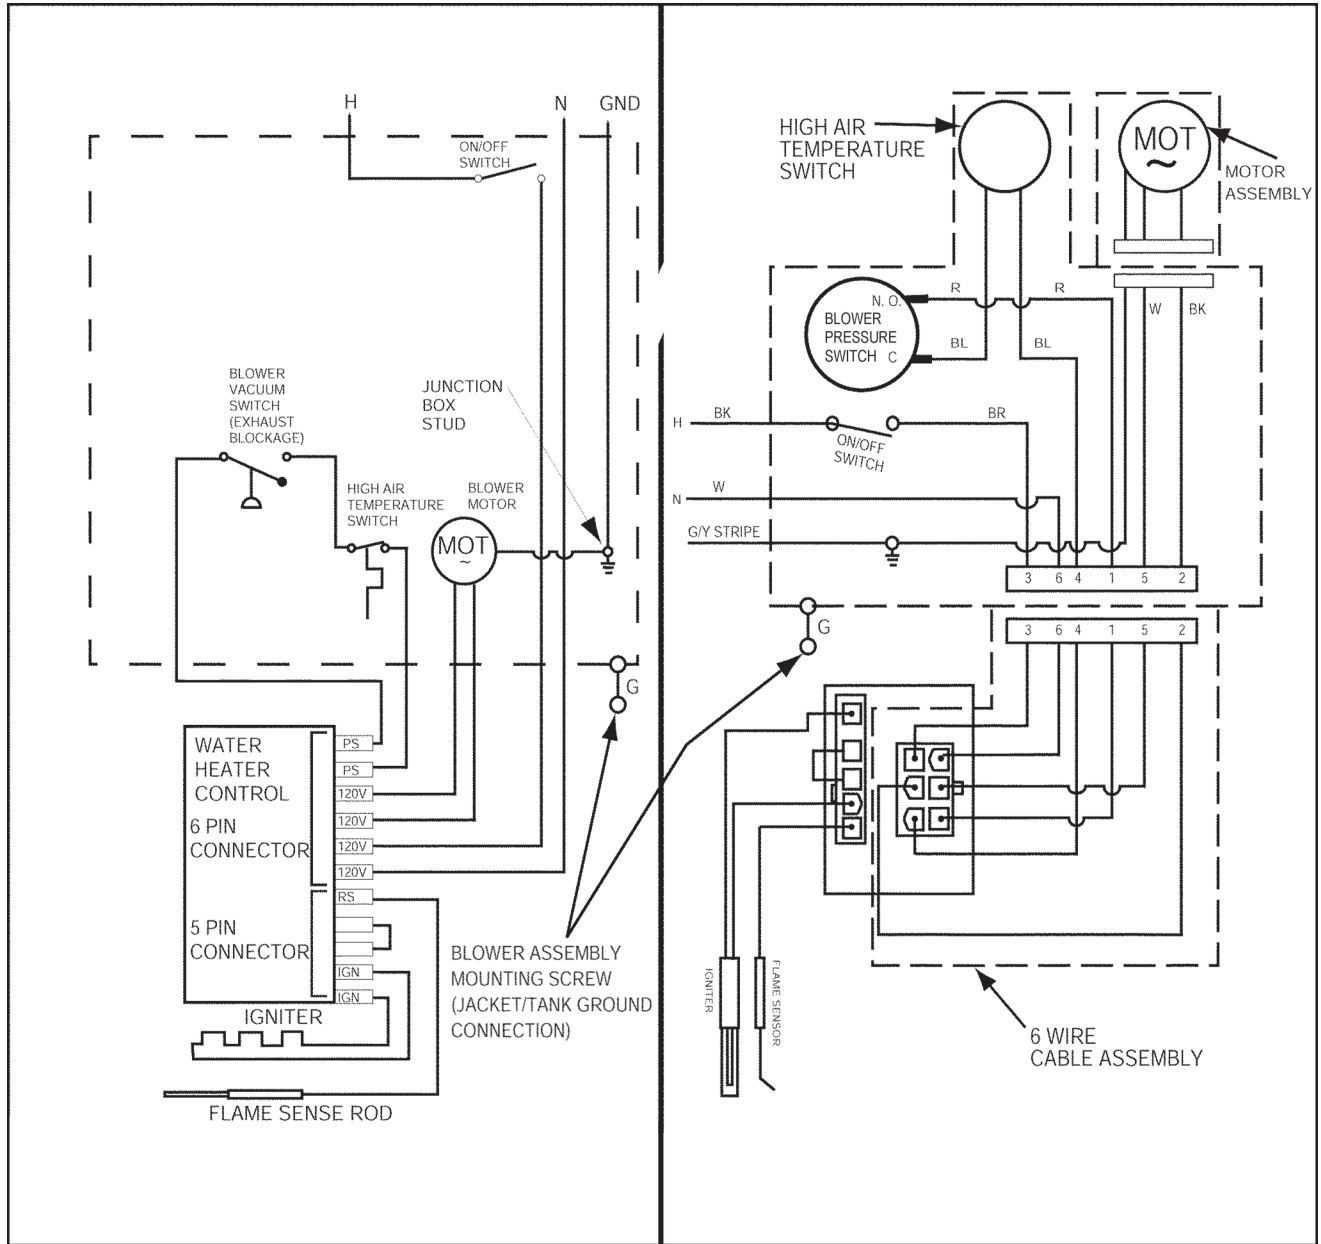 H
N
GND
ON/OFF
SWITCH
BLOWER
VACUUM
SWITCH
(EXHAUST
BLOCKAGE)
JUNCTION
BOX
STUD
HIGH AIR
TEMPERATURE
SWITCH
BLOWER
MOTOR
MOT
~
G
WATER
HEATER
CONTROL
6 PIN
CONNECTOR
5 PIN
CONNECTOR
PS
PS
120V
120V
120V
120V
RS
IGN
IGN
IGNITER
FLAME SENSE ROD
BLOWER ASSEMBLY
MOUNTING SCREW
(JACKET/TANK GROUND
CONNECTION)
HIGH AIR
TEMPERATURE
SWITCH
MOT
~
MOTOR
ASSEMBLY
N. O.
BLOWER
PRESSURE
SWITCH C
R
R
BL
BL
W
BK
H
BK
BR
ON/OFF
SWITCH
N
W
G/Y STRIPE
3 6 4 1 5 2
3 6 4 1 5 2
G
IGNITER
FLAME SENSOR
6 WIRE
CABLE ASSEMBLY